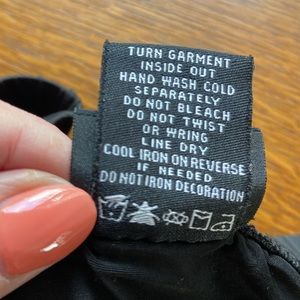 TURN GARMENT
INSIDE OUT
HAND WASH COLD
SEPARATELY
DO NOT BLEACH
DO NOT TWIST
OR WRING
LINE DRY
COOL IRON ON REVERSE
IF NEEDED
DO NOT IRON DECORATION